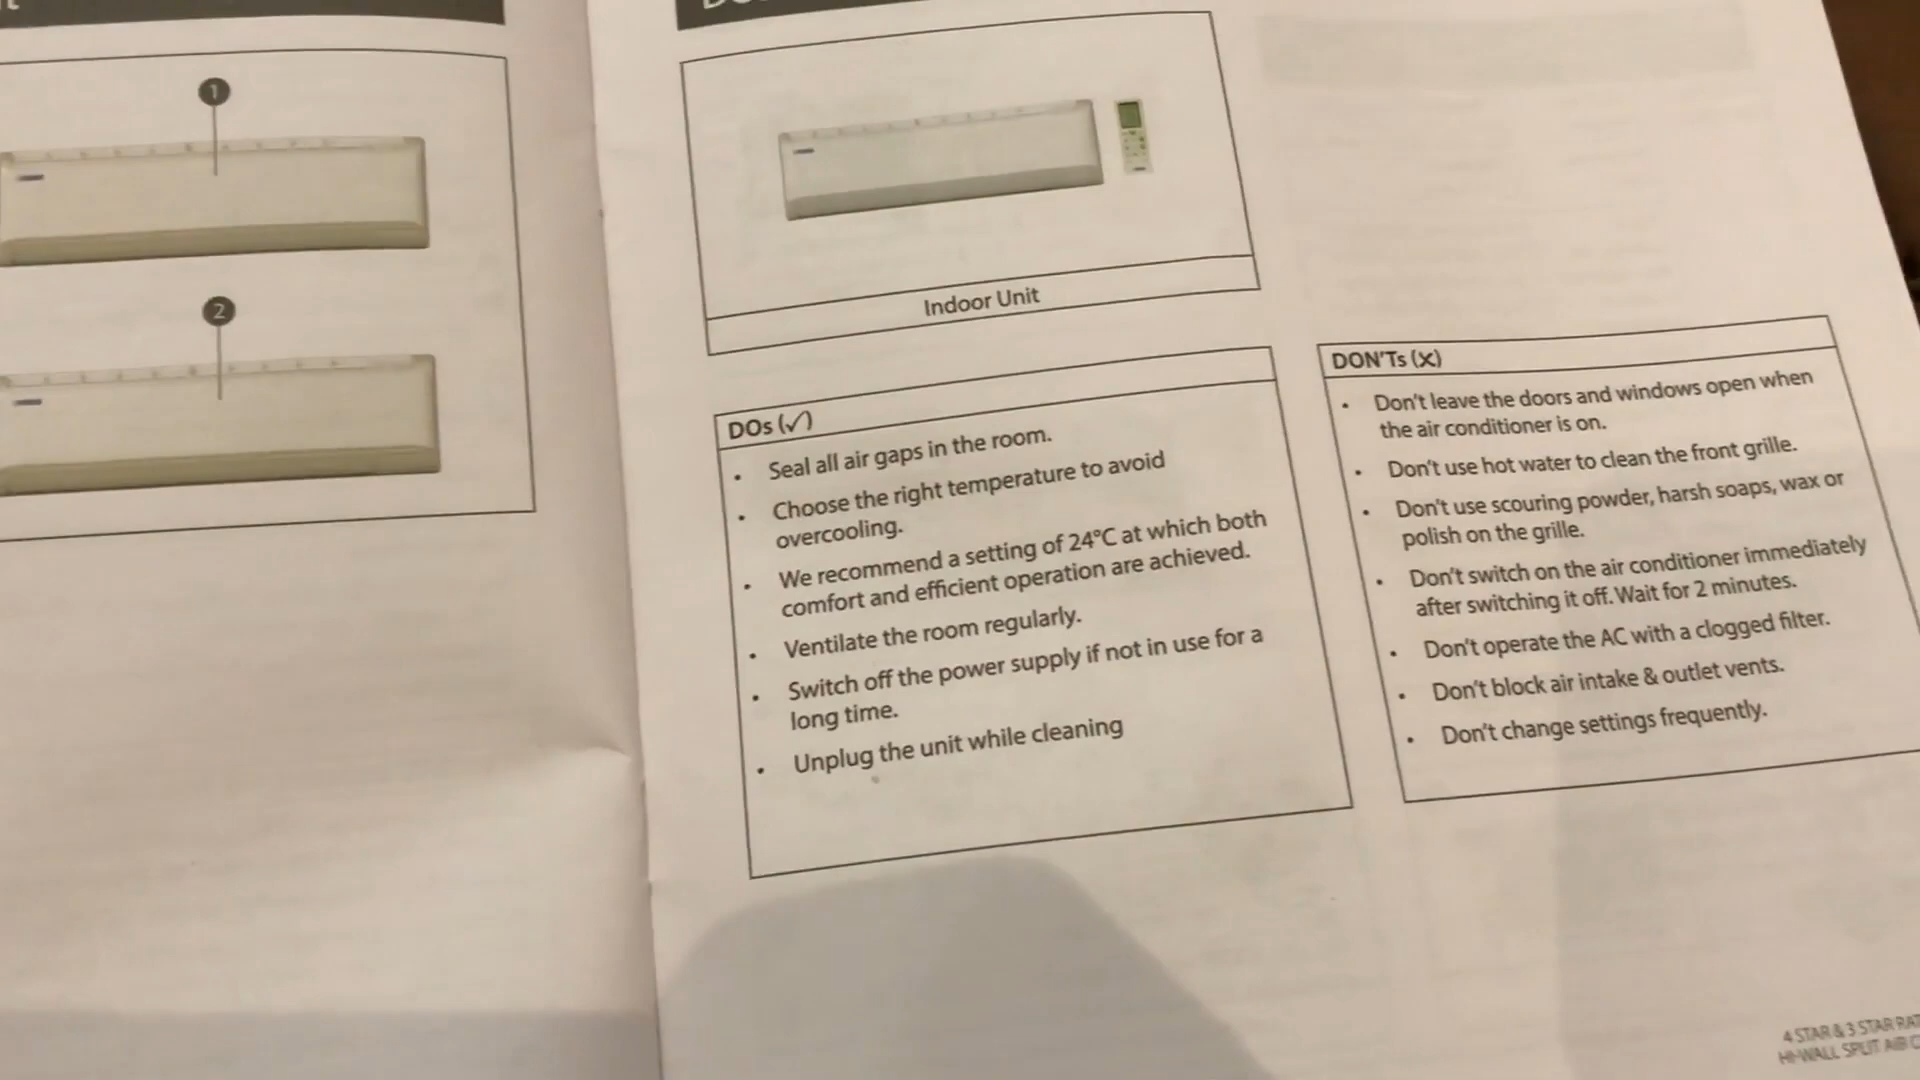 1
2
Indoor Unit
DOs (✓)
• Seal all air gaps in the room.
• Choose the right temperature to avoid
overcooling.
• We recommend a setting of 24°C at which both
comfort and efficient operation are achieved.
• Ventilate the room regularly.
• Switch off the power supply if not in use for a
long time.
• Unplug the unit while cleaning
DON'Ts (X)
• Don't leave the doors and windows open when
the air conditioner is on.
• Don't use hot water to clean the front grille.
• Don't use scouring powder, harsh soaps, wax or
polish on the grille.
• Don't switch on the air conditioner immediately
after switching it off. Wait for 2 minutes.
• Don't operate the AC with a clogged filter.
• Don't block air intake & outlet vents.
• Don't change settings frequently.
4 STAR & 3 STAR
HI-WALL SPLIT